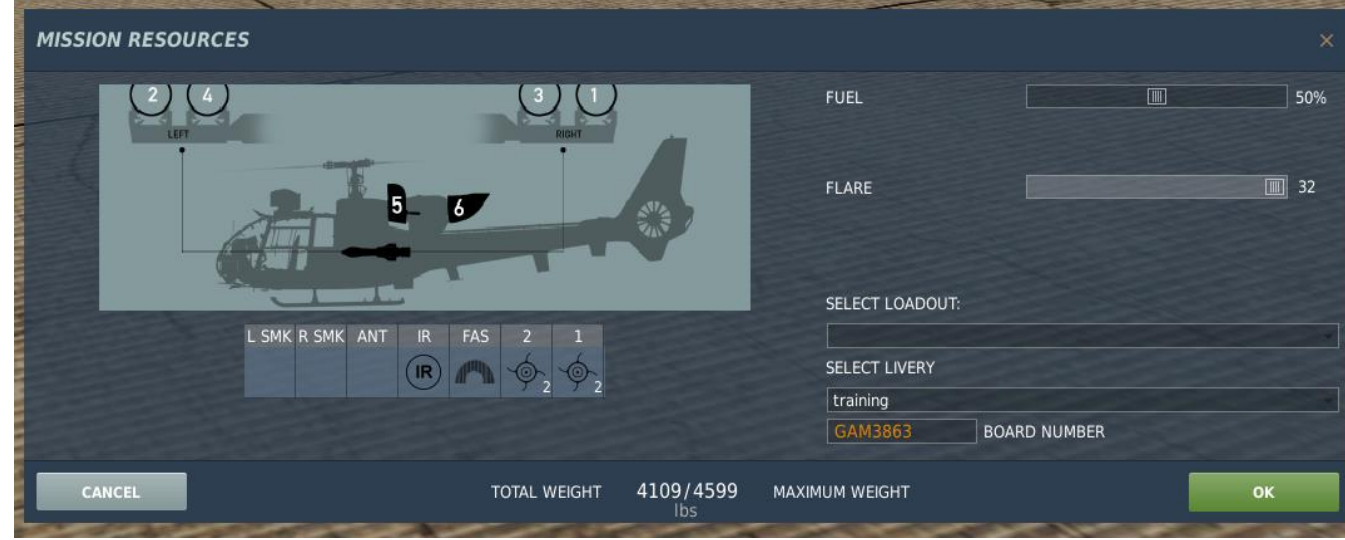 MISSION RESOURCES ×
2 4 3 1
LEFT RIGHT
5 6
FUEL 50%
FLARE 32
L SMK R SMK ANT IR FAS 2 1
IR 2 2
SELECT LOADOUT:
SELECT LIVERY
training
GAM3863 BOARD NUMBER
CANCEL TOTAL WEIGHT 4109/4599 MAXIMUM WEIGHT OK
lbs